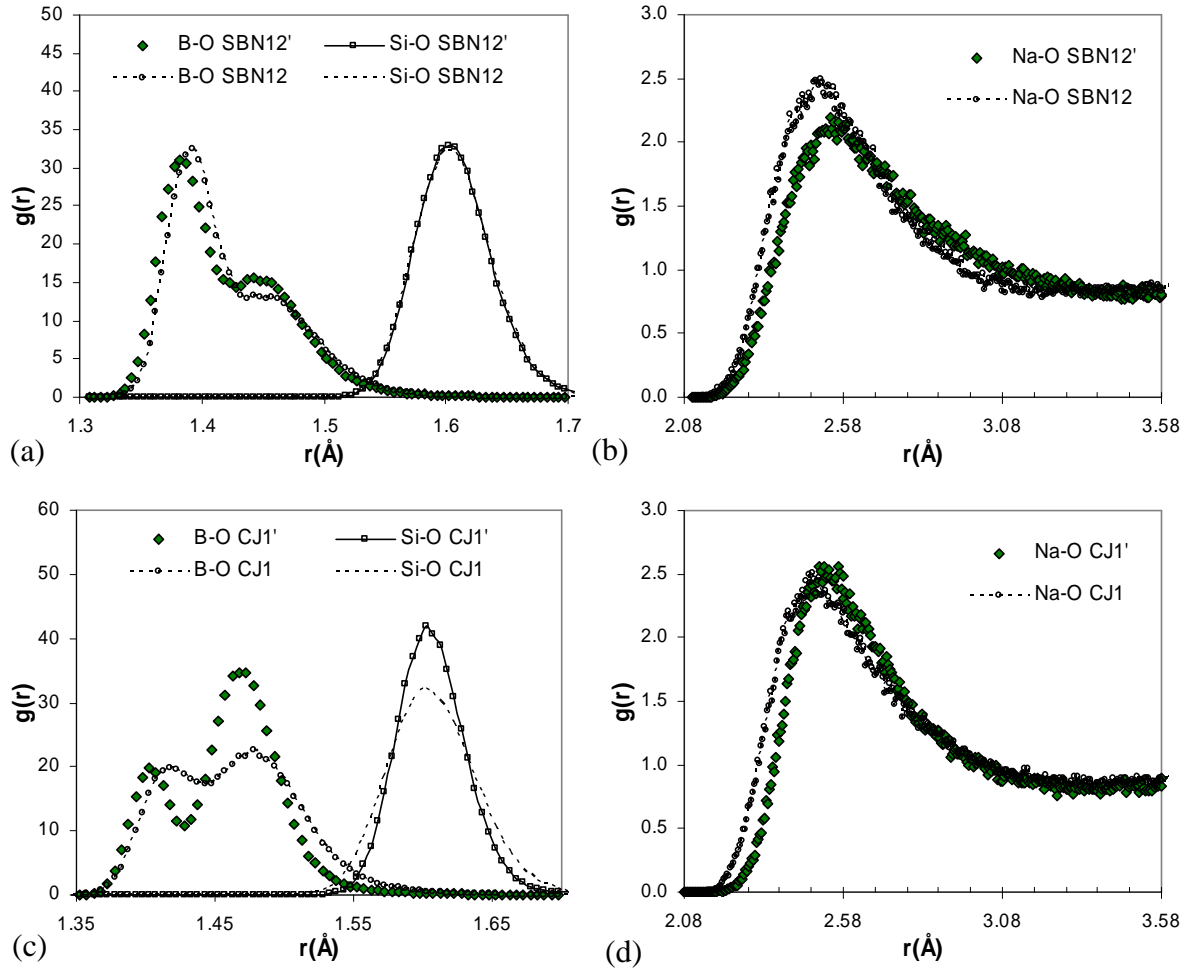 50
45
40
35
30
25
20
15
10
5
0
g(r)
B-O SBN12'
Si-O SBN12'
B-O SBN12
Si-O SBN12
1.3
1.4
1.5
1.6
1.7
r(Å)
(a)
3.0
2.5
2.0
1.5
1.0
0.5
0.0
g(r)
Na-O SBN12'
Na-O SBN12
2.08
2.58
3.08
3.58
r(Å)
(b)
60
50
40
30
20
10
0
g(r)
B-O CJ1'
Si-O CJ1'
B-O CJ1
Si-O CJ1
1.35
1.45
1.55
1.65
r(Å)
(c)
3.0
2.5
2.0
1.5
1.0
0.5
0.0
g(r)
Na-O CJ1'
Na-O CJ1
2.08
2.58
3.08
3.58
r(Å)
(d)